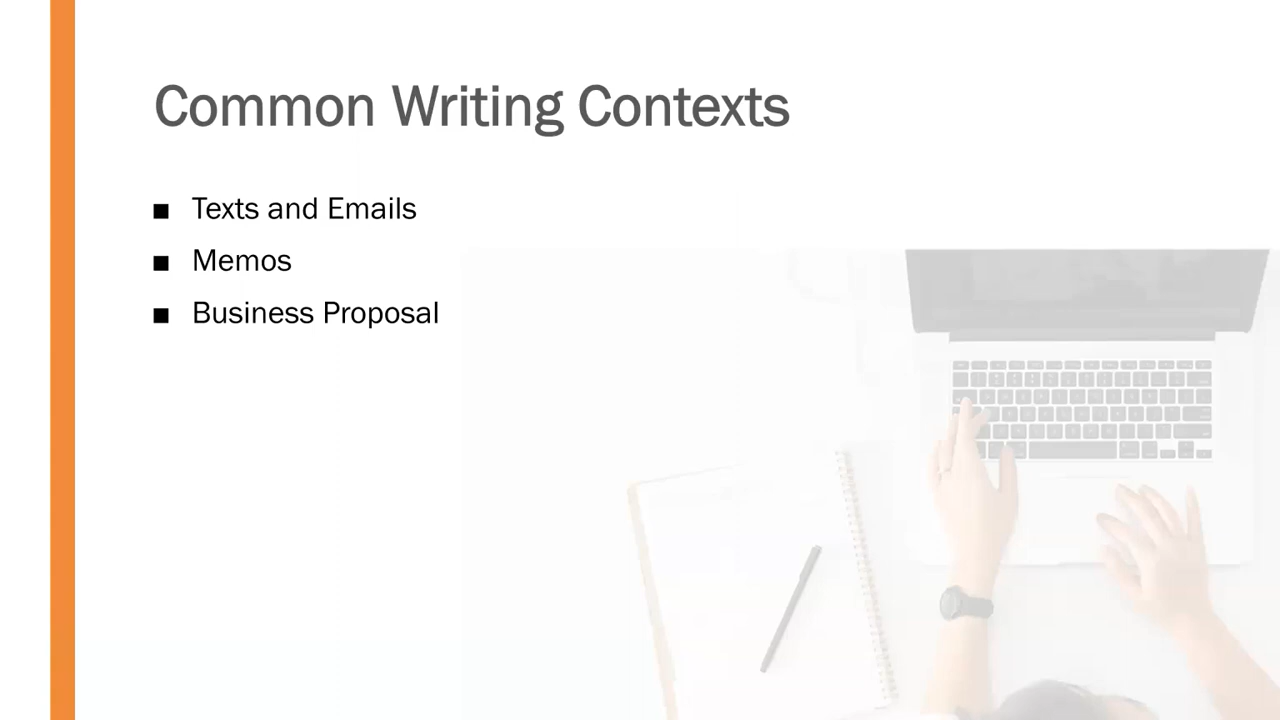 Common Writing Contexts
Texts and Emails
Memos
Business Proposal